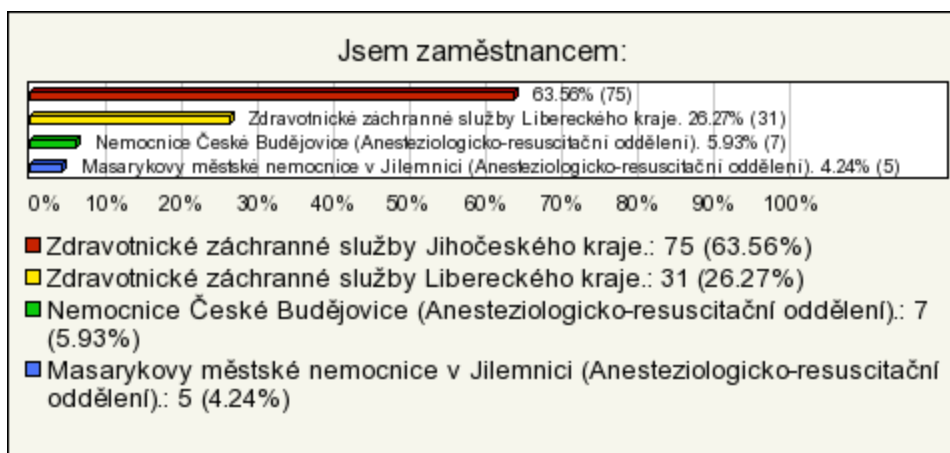 Jsem zaměstnancem:
63.56% (75)
Zdravotnické záchranné služby Libereckého kraje. 26.27% (31)
Nemocnice České Budějovice (Anesteziologicko-resuscitační oddělení). 5.93% (7)
Masarykovy městské nemocnice v Jilemnici (Anesteziologicko-resuscitační oddělení). 4.24% (5)
0% 10% 20% 30% 40% 50% 60% 70% 80% 90% 100%
Zdravotnické záchranné služby Jihočeského kraje.: 75 (63.56%)
Zdravotnické záchranné služby Libereckého kraje.: 31 (26.27%)
Nemocnice České Budějovice (Anesteziologicko-resuscitační oddělení).: 7
(5.93%)
Masarykovy městské nemocnice v Jilemnici (Anesteziologicko-resuscitační
oddělení).: 5 (4.24%)